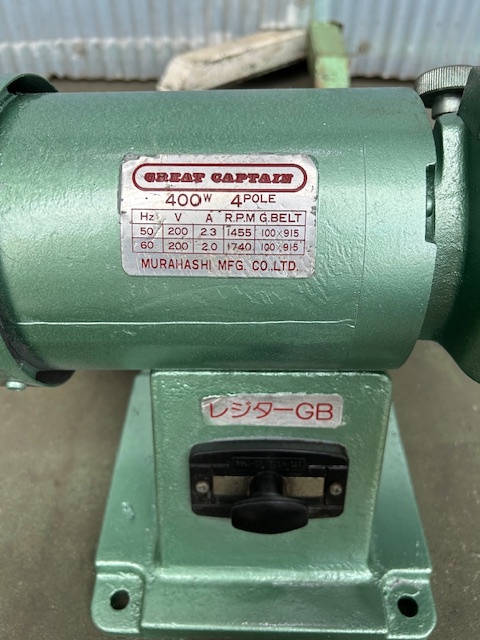 GREAT CAPTAIN
400W 4POLE
Hz V A R.P.M G.BELT
50 200 2.3 1455 100×915
60 200 2.0 1740 100×915
MURAHASHI MFG. CO.,LTD.
レジターGB